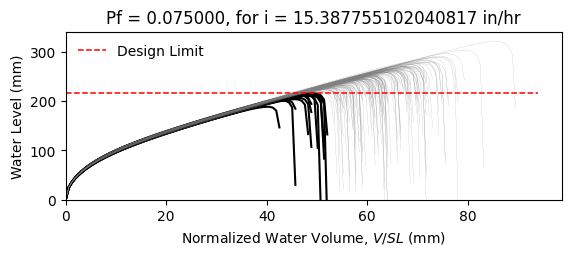 Pf = 0.075000, for i = 15.387755102040817 in/hr
Design Limit
Water Level (mm)
300
200
100
0
0 20 40 60 80
Normalized Water Volume, V/SL (mm)